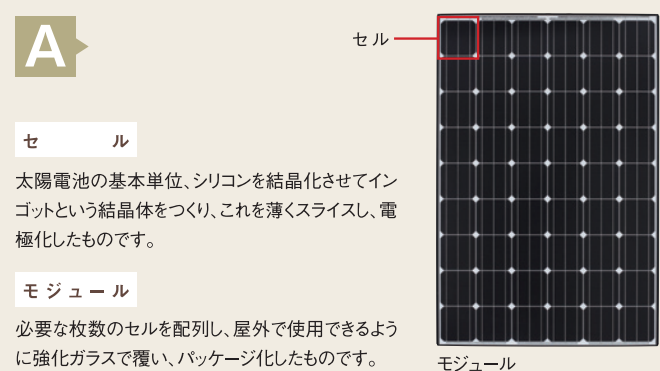 A
セル
セル
太陽電池の基本単位、シリコンを結晶化させてイン
ゴットという結晶体をつくり、これを薄くスライスし、電
極化したものです。
モジュール
必要な枚数のセルを配列し、屋外で使用できるよう
に強化ガラスで覆い、パッケージ化したものです。
モジュール